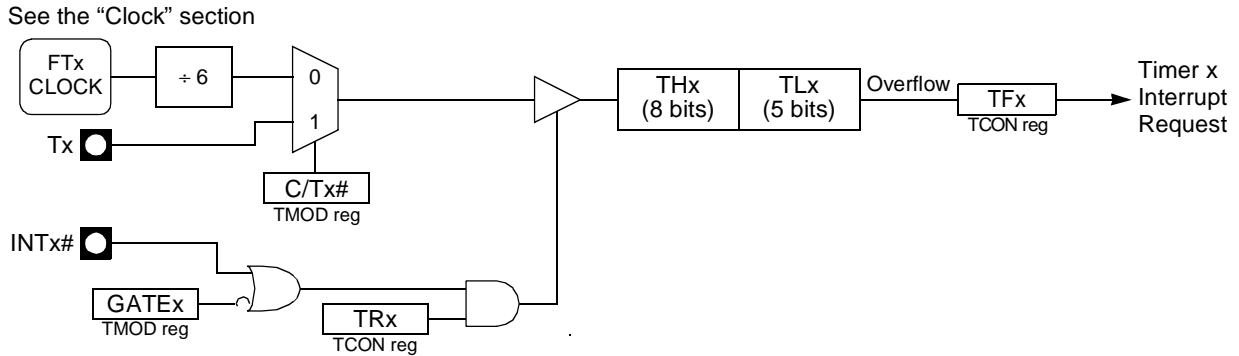 See the “Clock” section
FTx
CLOCK
÷ 6
0
1
Tx
C/Tx#
TMOD reg
THx
(8 bits)
TLx
(5 bits)
Overflow
TFx
TCON reg
Timer x
Interrupt
Request
INTx#
GATEx
TMOD reg
TRx
TCON reg